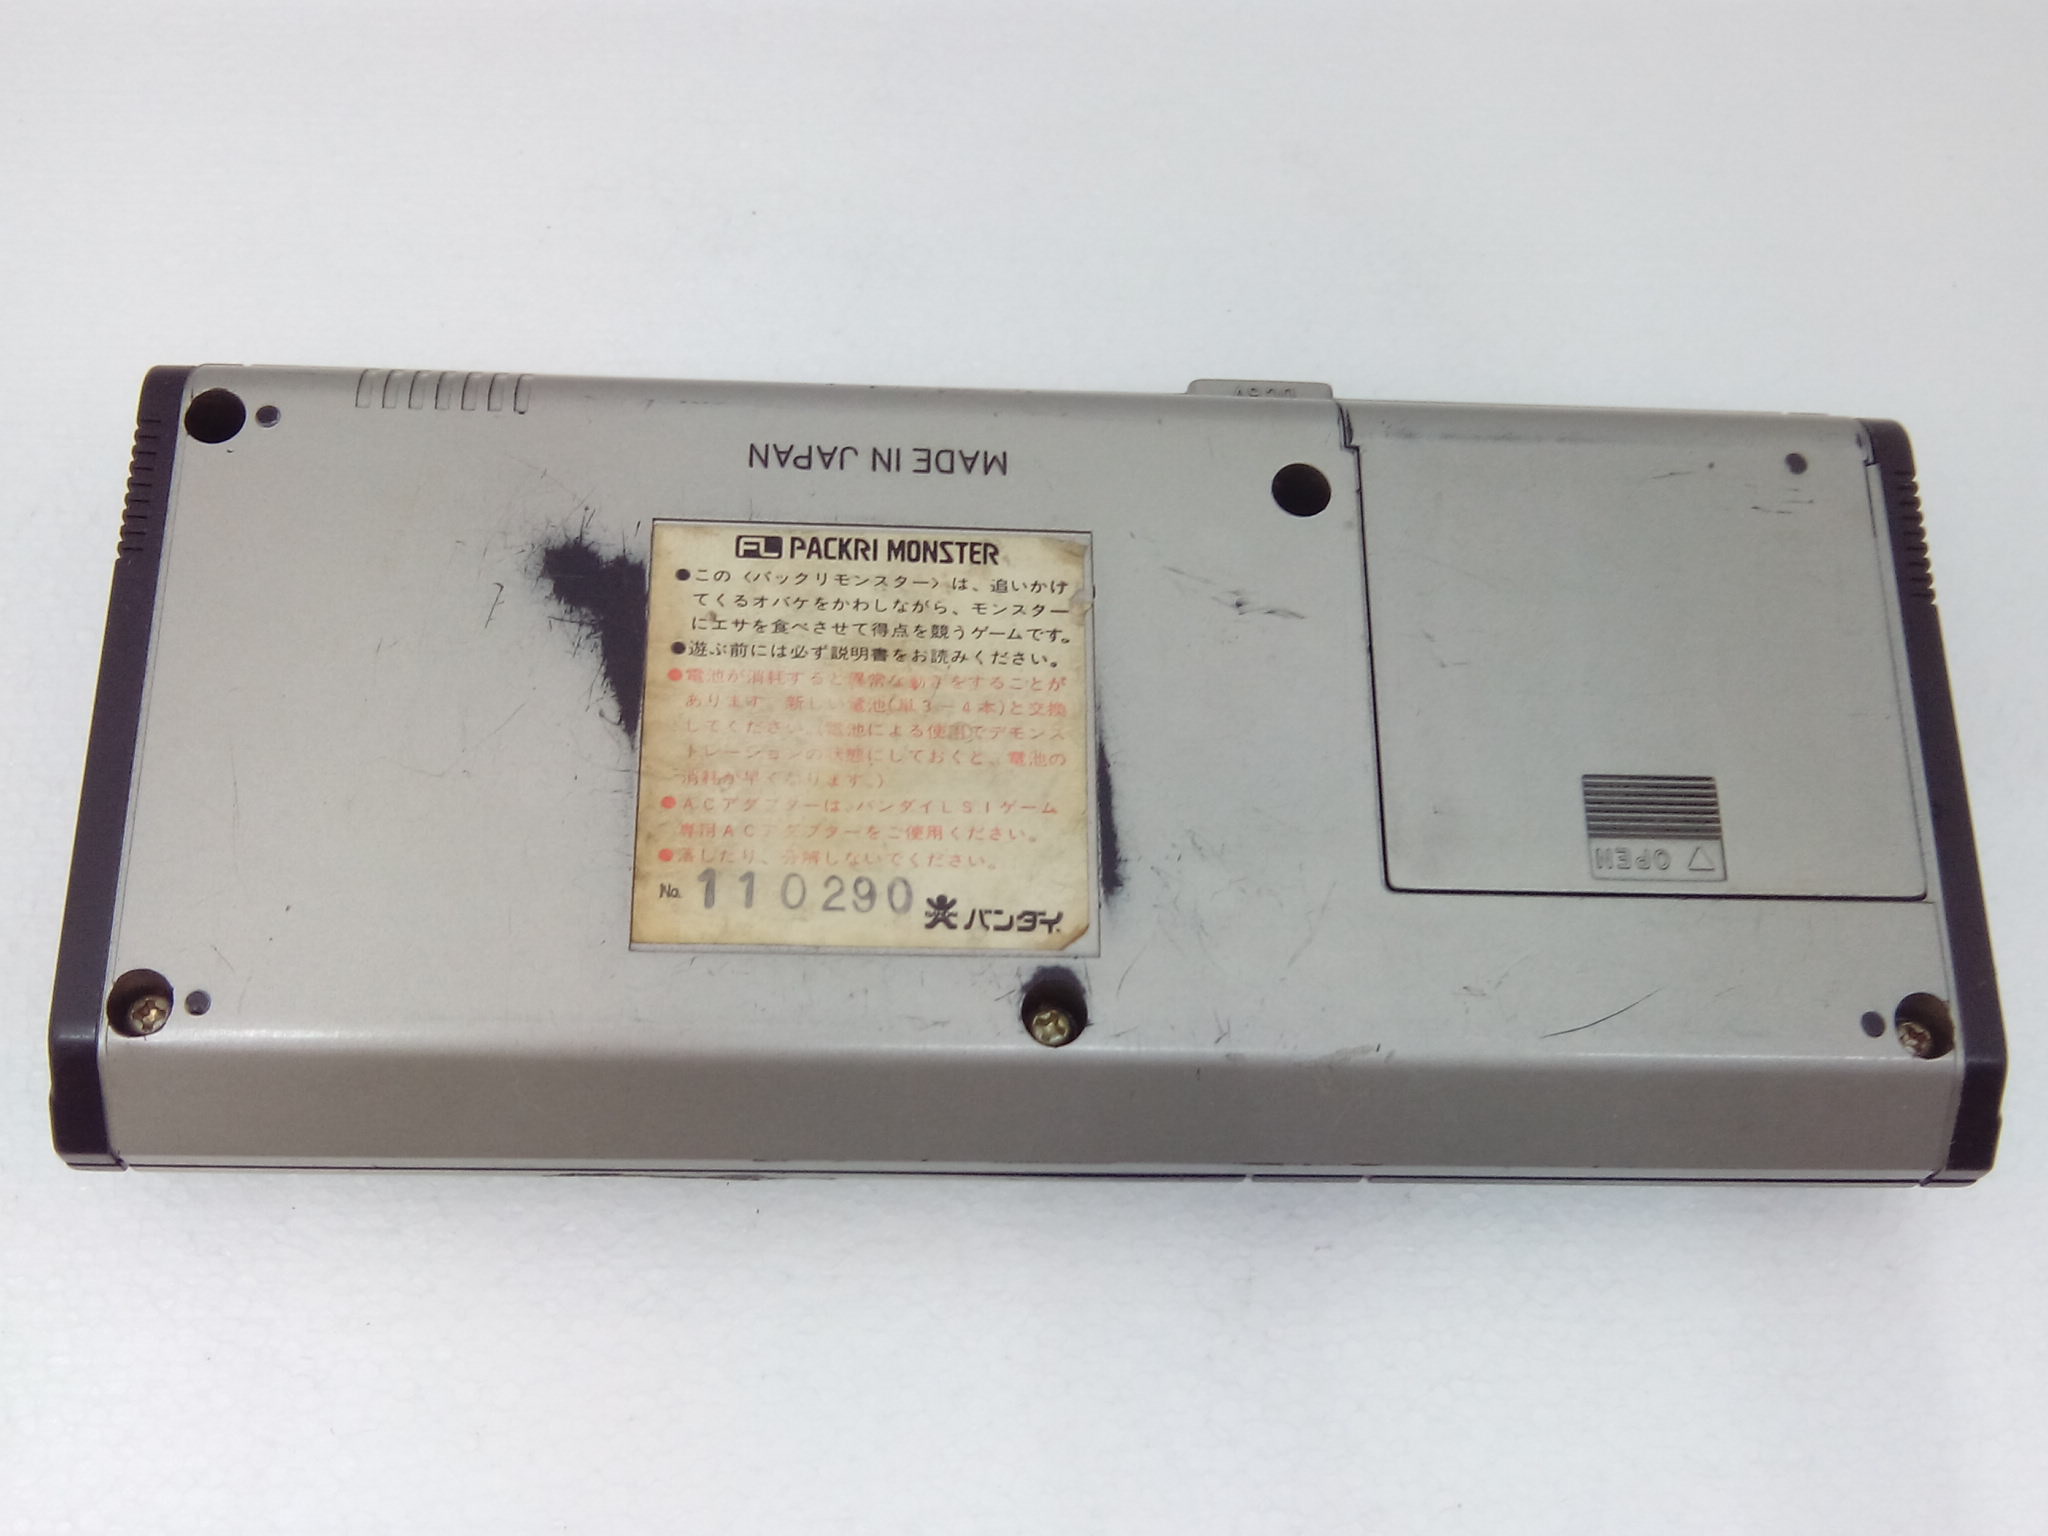 MADE IN JAPAN
FL PACKRI MONSTER
●この〈パックリモンスター〉は、追いかけ
てくるオバケをかわしながら、モンスター
にエサを食べさせて得点を競うゲームです。
●遊ぶ前には必ず説明書をお読みください。
●電池が消耗すると異常な動きをすることが
あります。新しい電池(単3－4本)と交換
してください(電池による使用でデモンス
トレーションの状態にしておくと、電池の
消耗が早くなります。)
●ACアダプターは、バンダイLSIゲーム
専用ACアダプターをご使用ください。
●落したり、分解しないでください。
No. 110290 バンダイ
OPEN